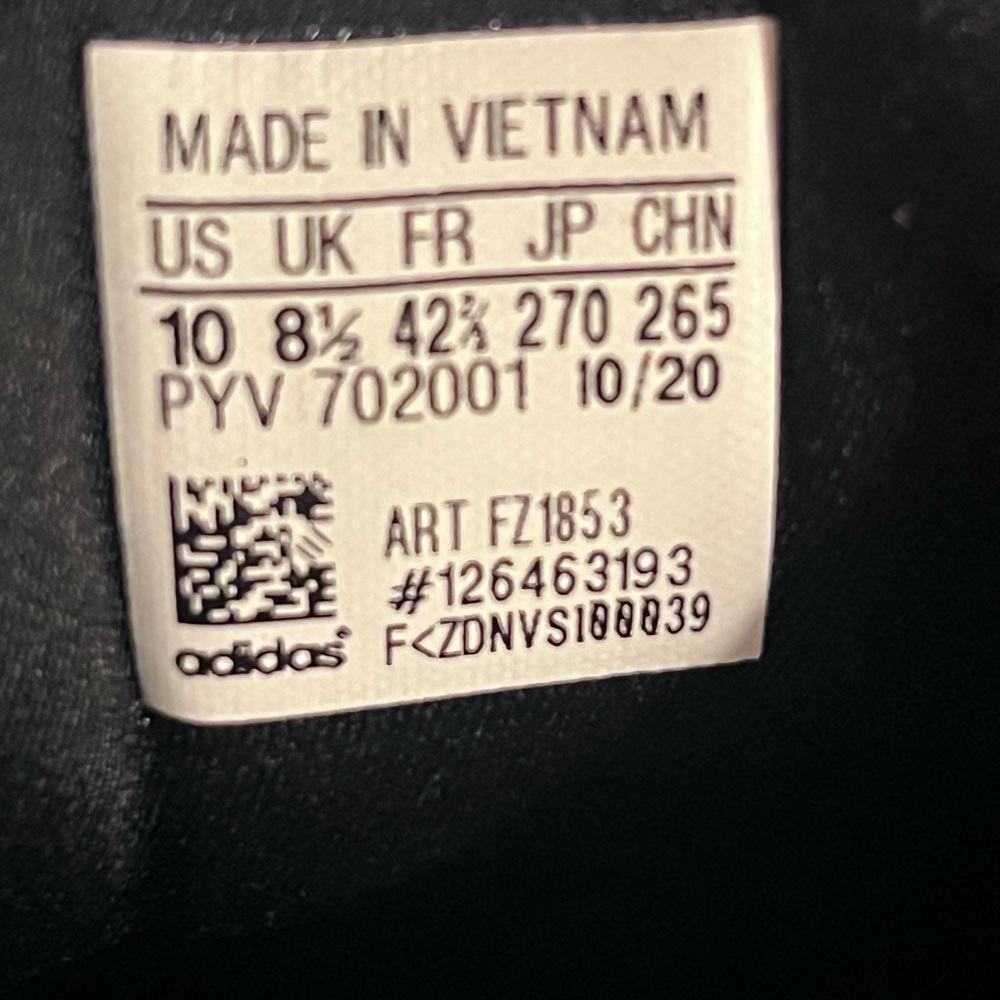 MADE IN VIETNAM
US UK FR JP CHN
10 8½ 42⅔ 270 265
PYV 702001 10/20
ART FZ1853
#126463193
F<ZDNVS100039
adidas